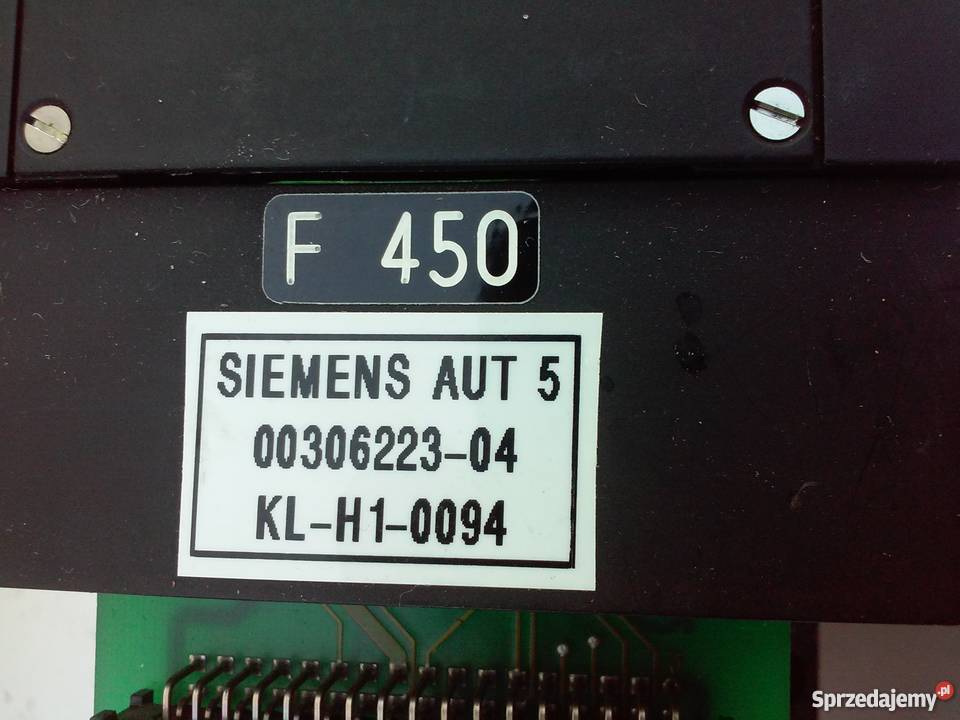 F 450
SIEMENS AUT 5
00306223-04
KL-H1-0094
Sprzedajemy.pl